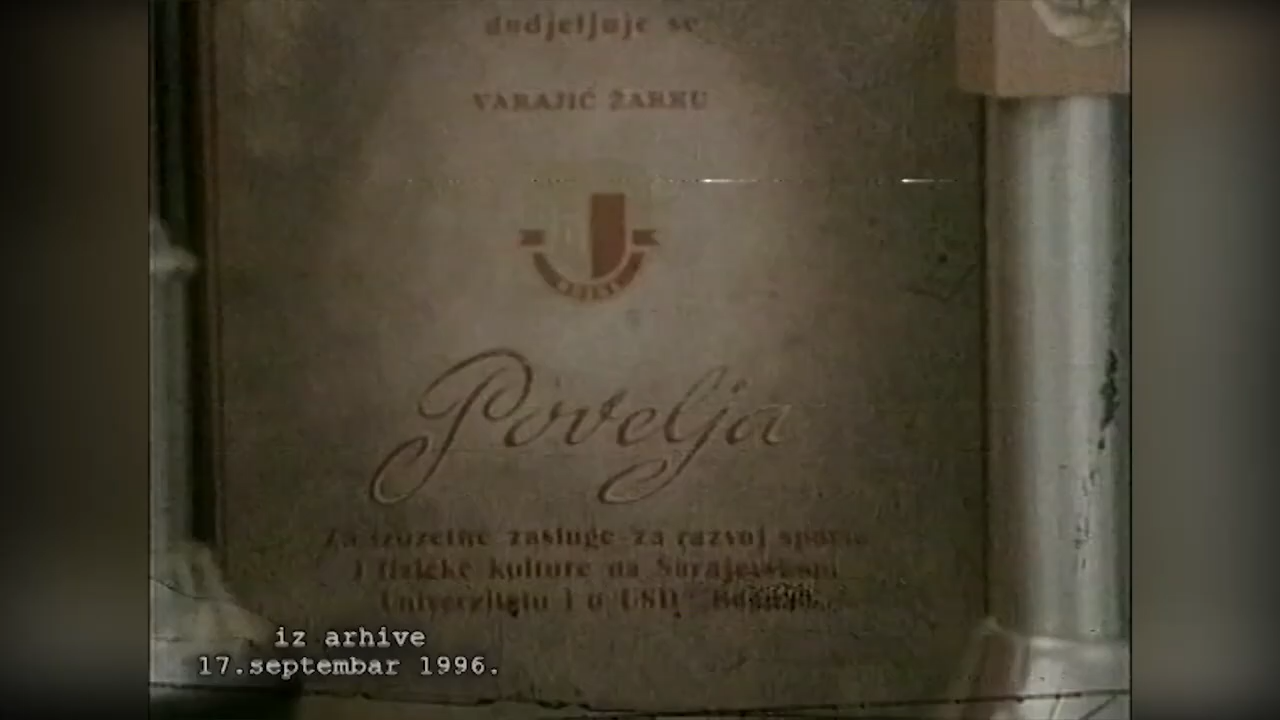 dodjeljuje se
VARAJIĆ ŽARKU
Povelja
Za izuzetne zasluge za razvoj sporta
i fizičke kulture na Sarajevskom
Univerzitetu i u USD
iz arhive
17.septembar 1996.